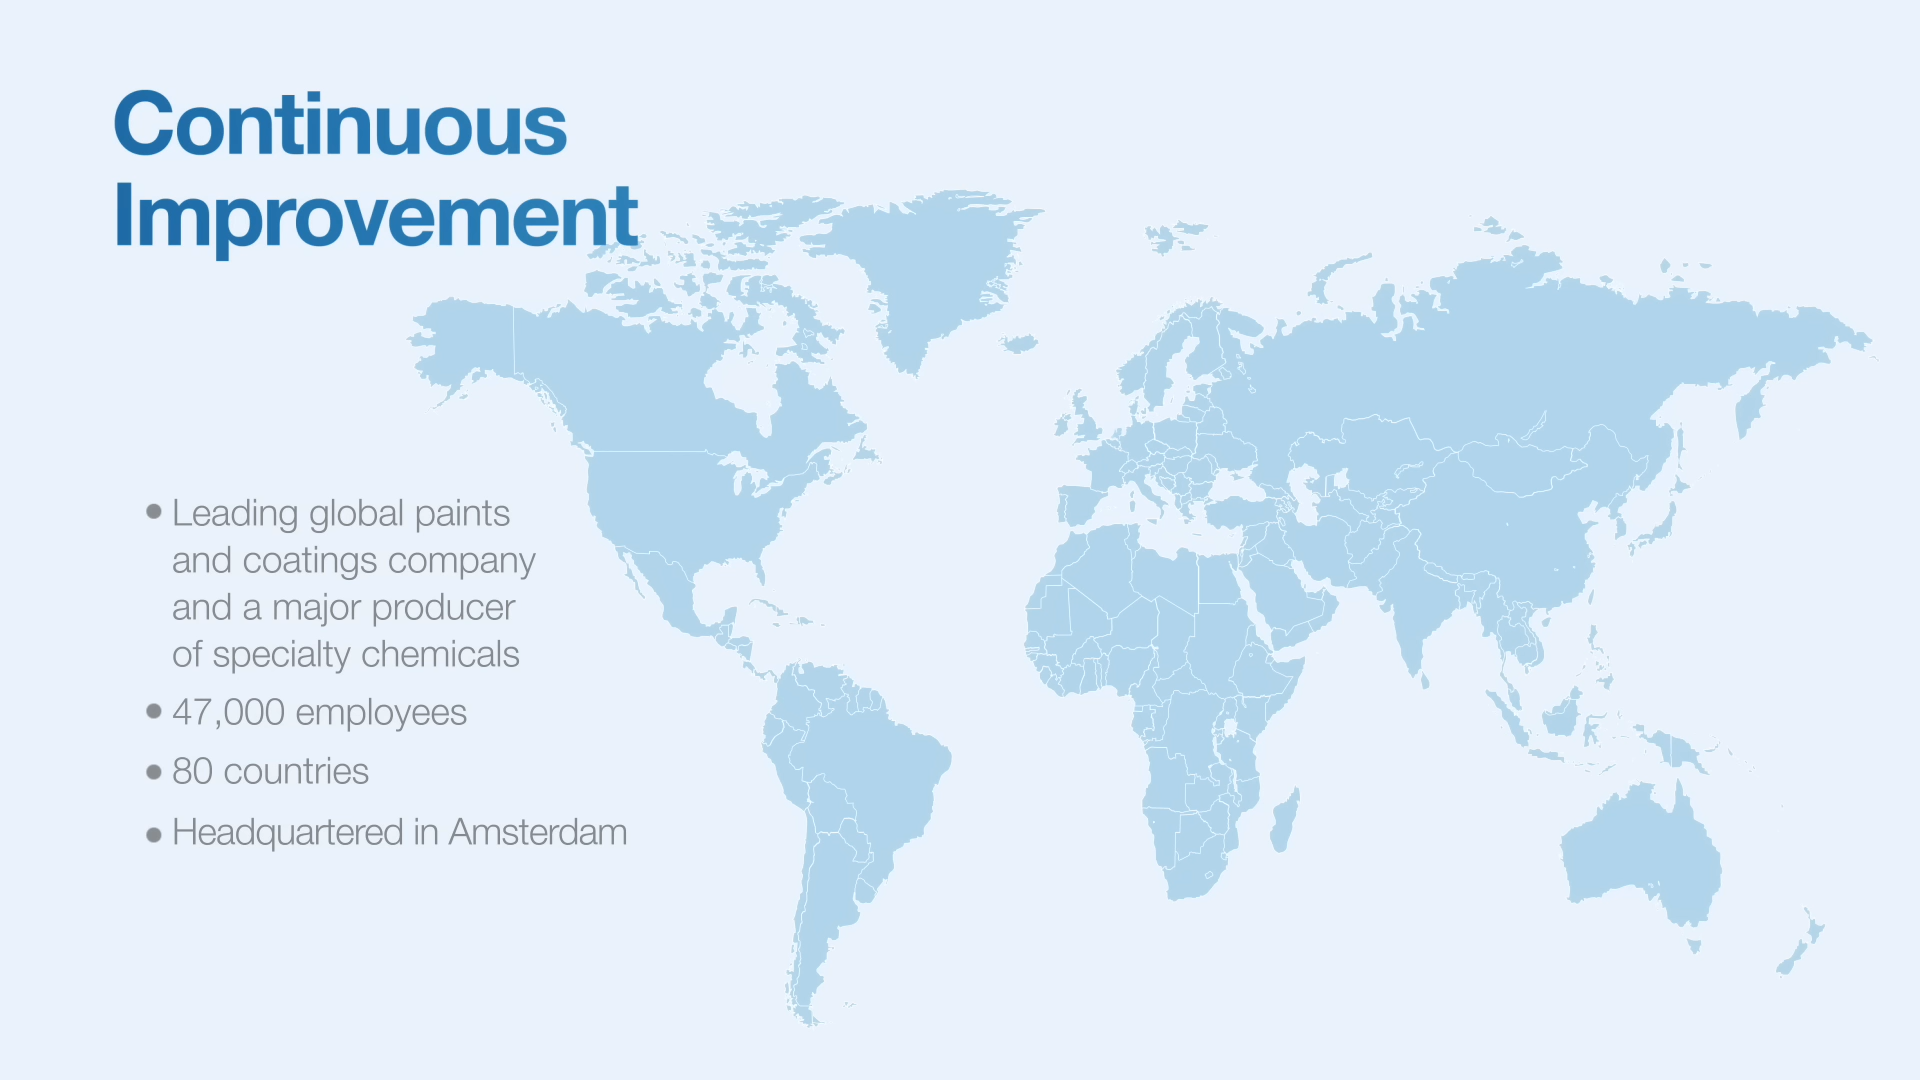 Continuous
Improvement
• Leading global paints
and coatings company
and a major producer
of specialty chemicals
• 47,000 employees
• 80 countries
• Headquartered in Amsterdam